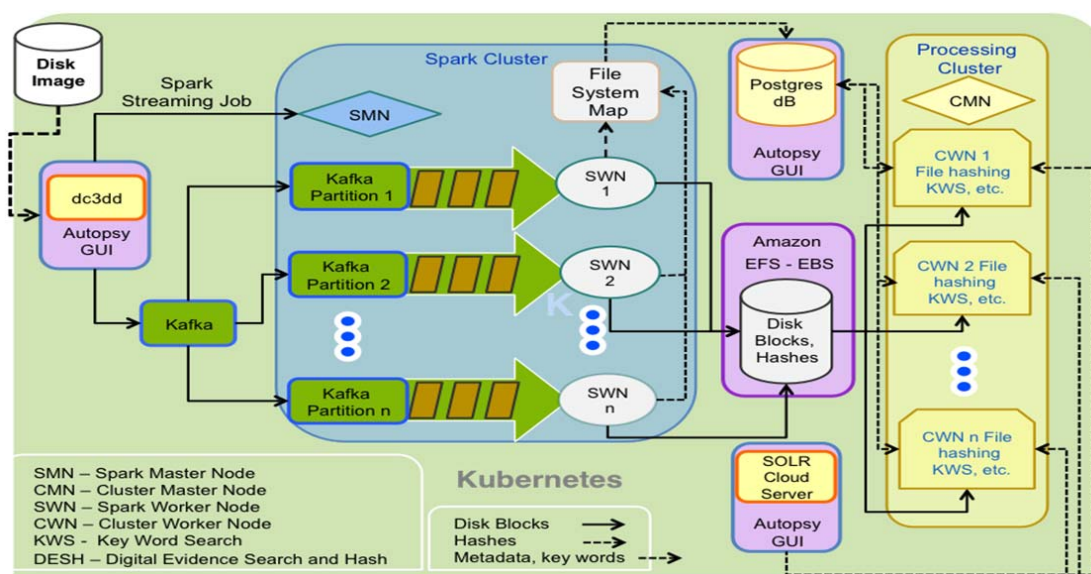 Disk
Image
Spark
Streaming Job
dc3dd
Autopsy
GUI
Kafka
Spark Cluster
SMN
File
System
Map
Kafka
Partition 1
SWN
1
Kafka
Partition 2
SWN
2
K
Kafka
Partition n
SWN
n
Postgres
dB
Autopsy
GUI
Amazon
EFS - EBS
Disk
Blocks,
Hashes
SOLR
Cloud
Server
Autopsy
GUI
Processing
Cluster
CMN
CWN 1
File hashing
KWS, etc.
CWN 2 File
hashing
KWS, etc.
CWN n File
hashing
KWS, etc.
SMN – Spark Master Node
CMN – Cluster Master Node
SWN – Spark Worker Node
CWN – Cluster Worker Node
KWS - Key Word Search
DESH – Digital Evidence Search and Hash
Kubernetes
Disk Blocks
Hashes
Metadata, key words